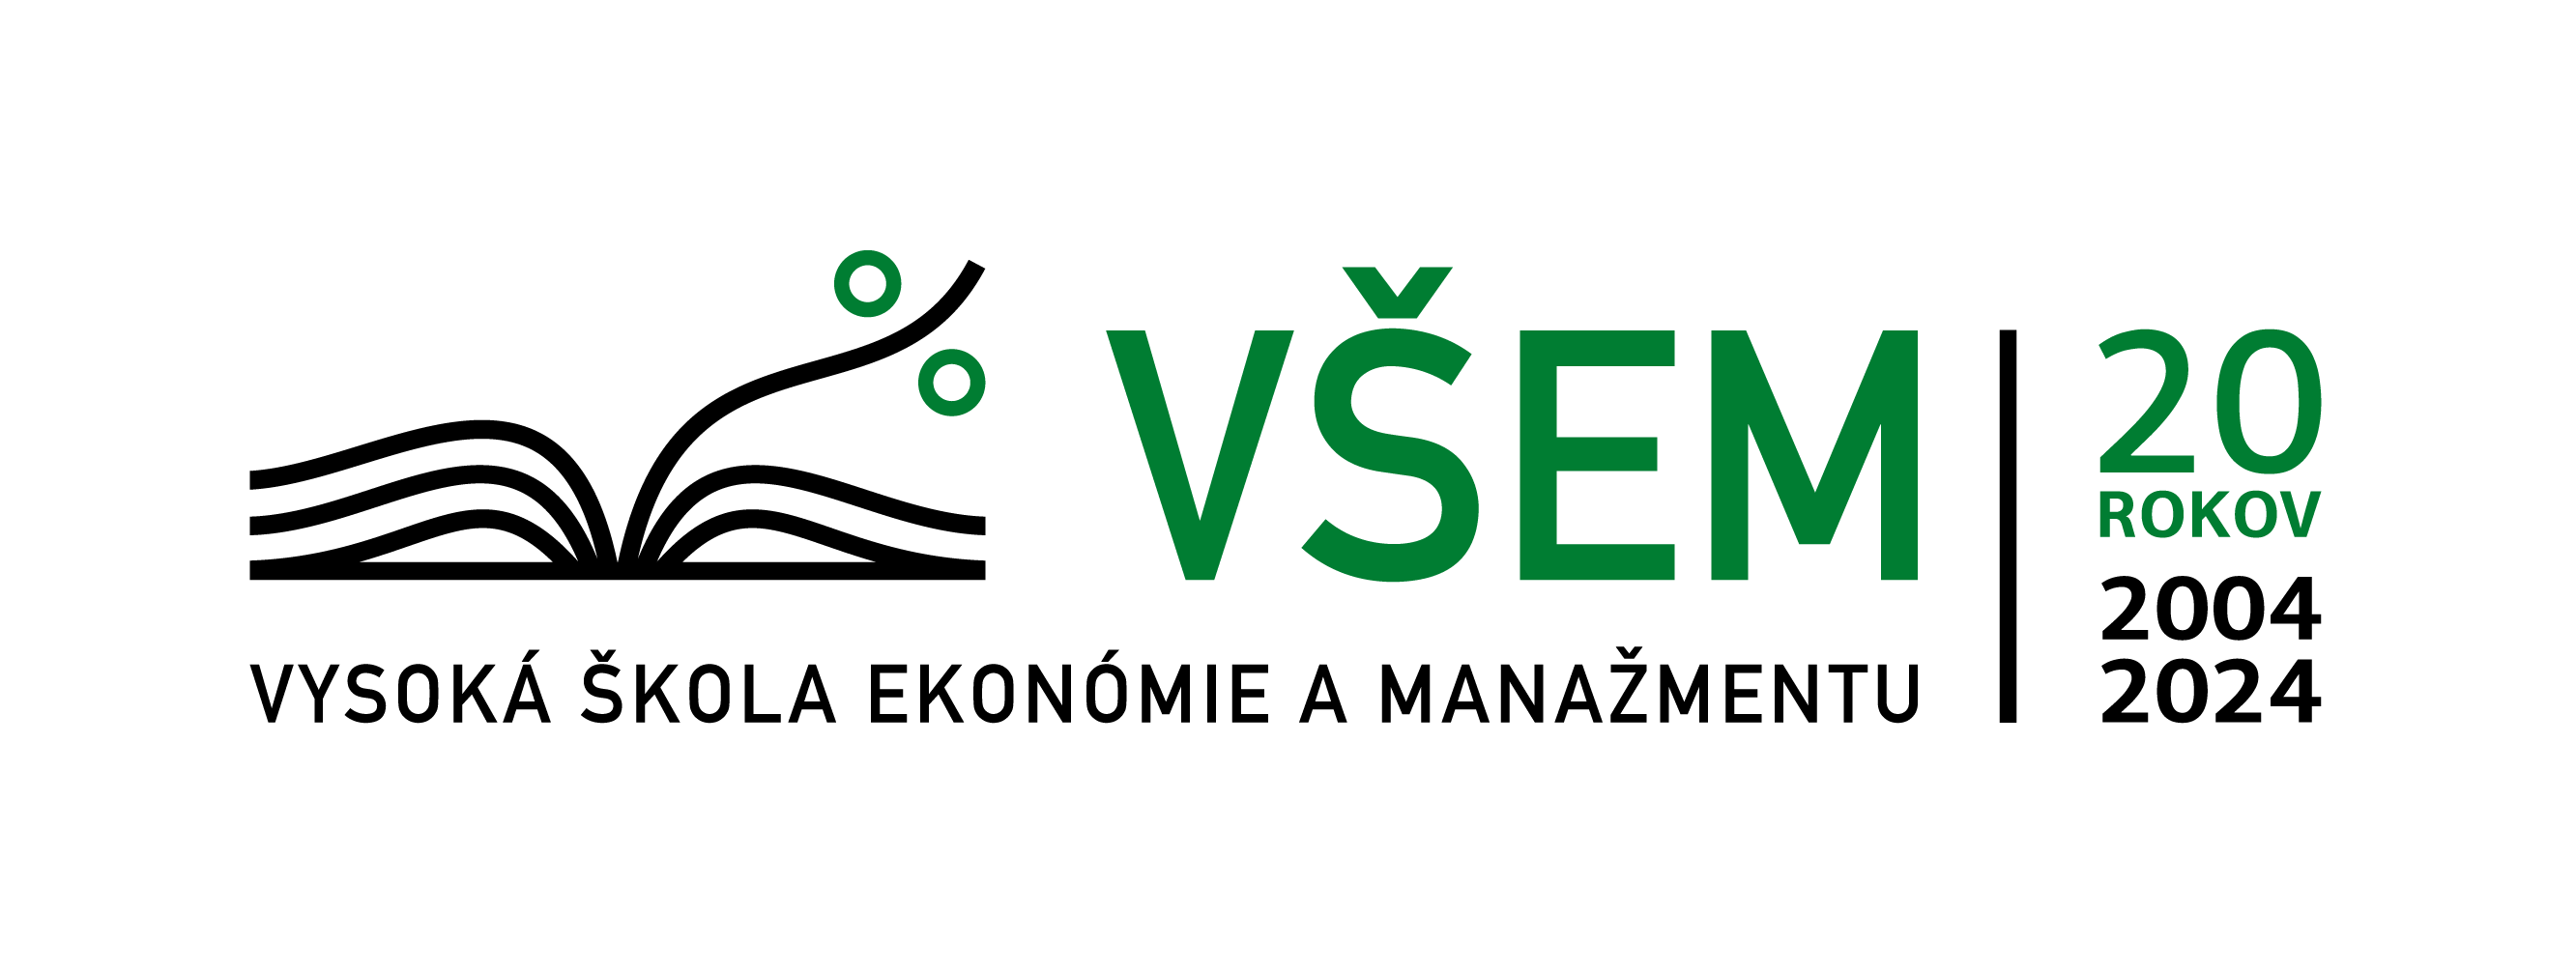 VŠEM
VYSOKÁ ŠKOLA EKONÓMIE A MANAŽMENTU
20
ROKOV
2004
2024